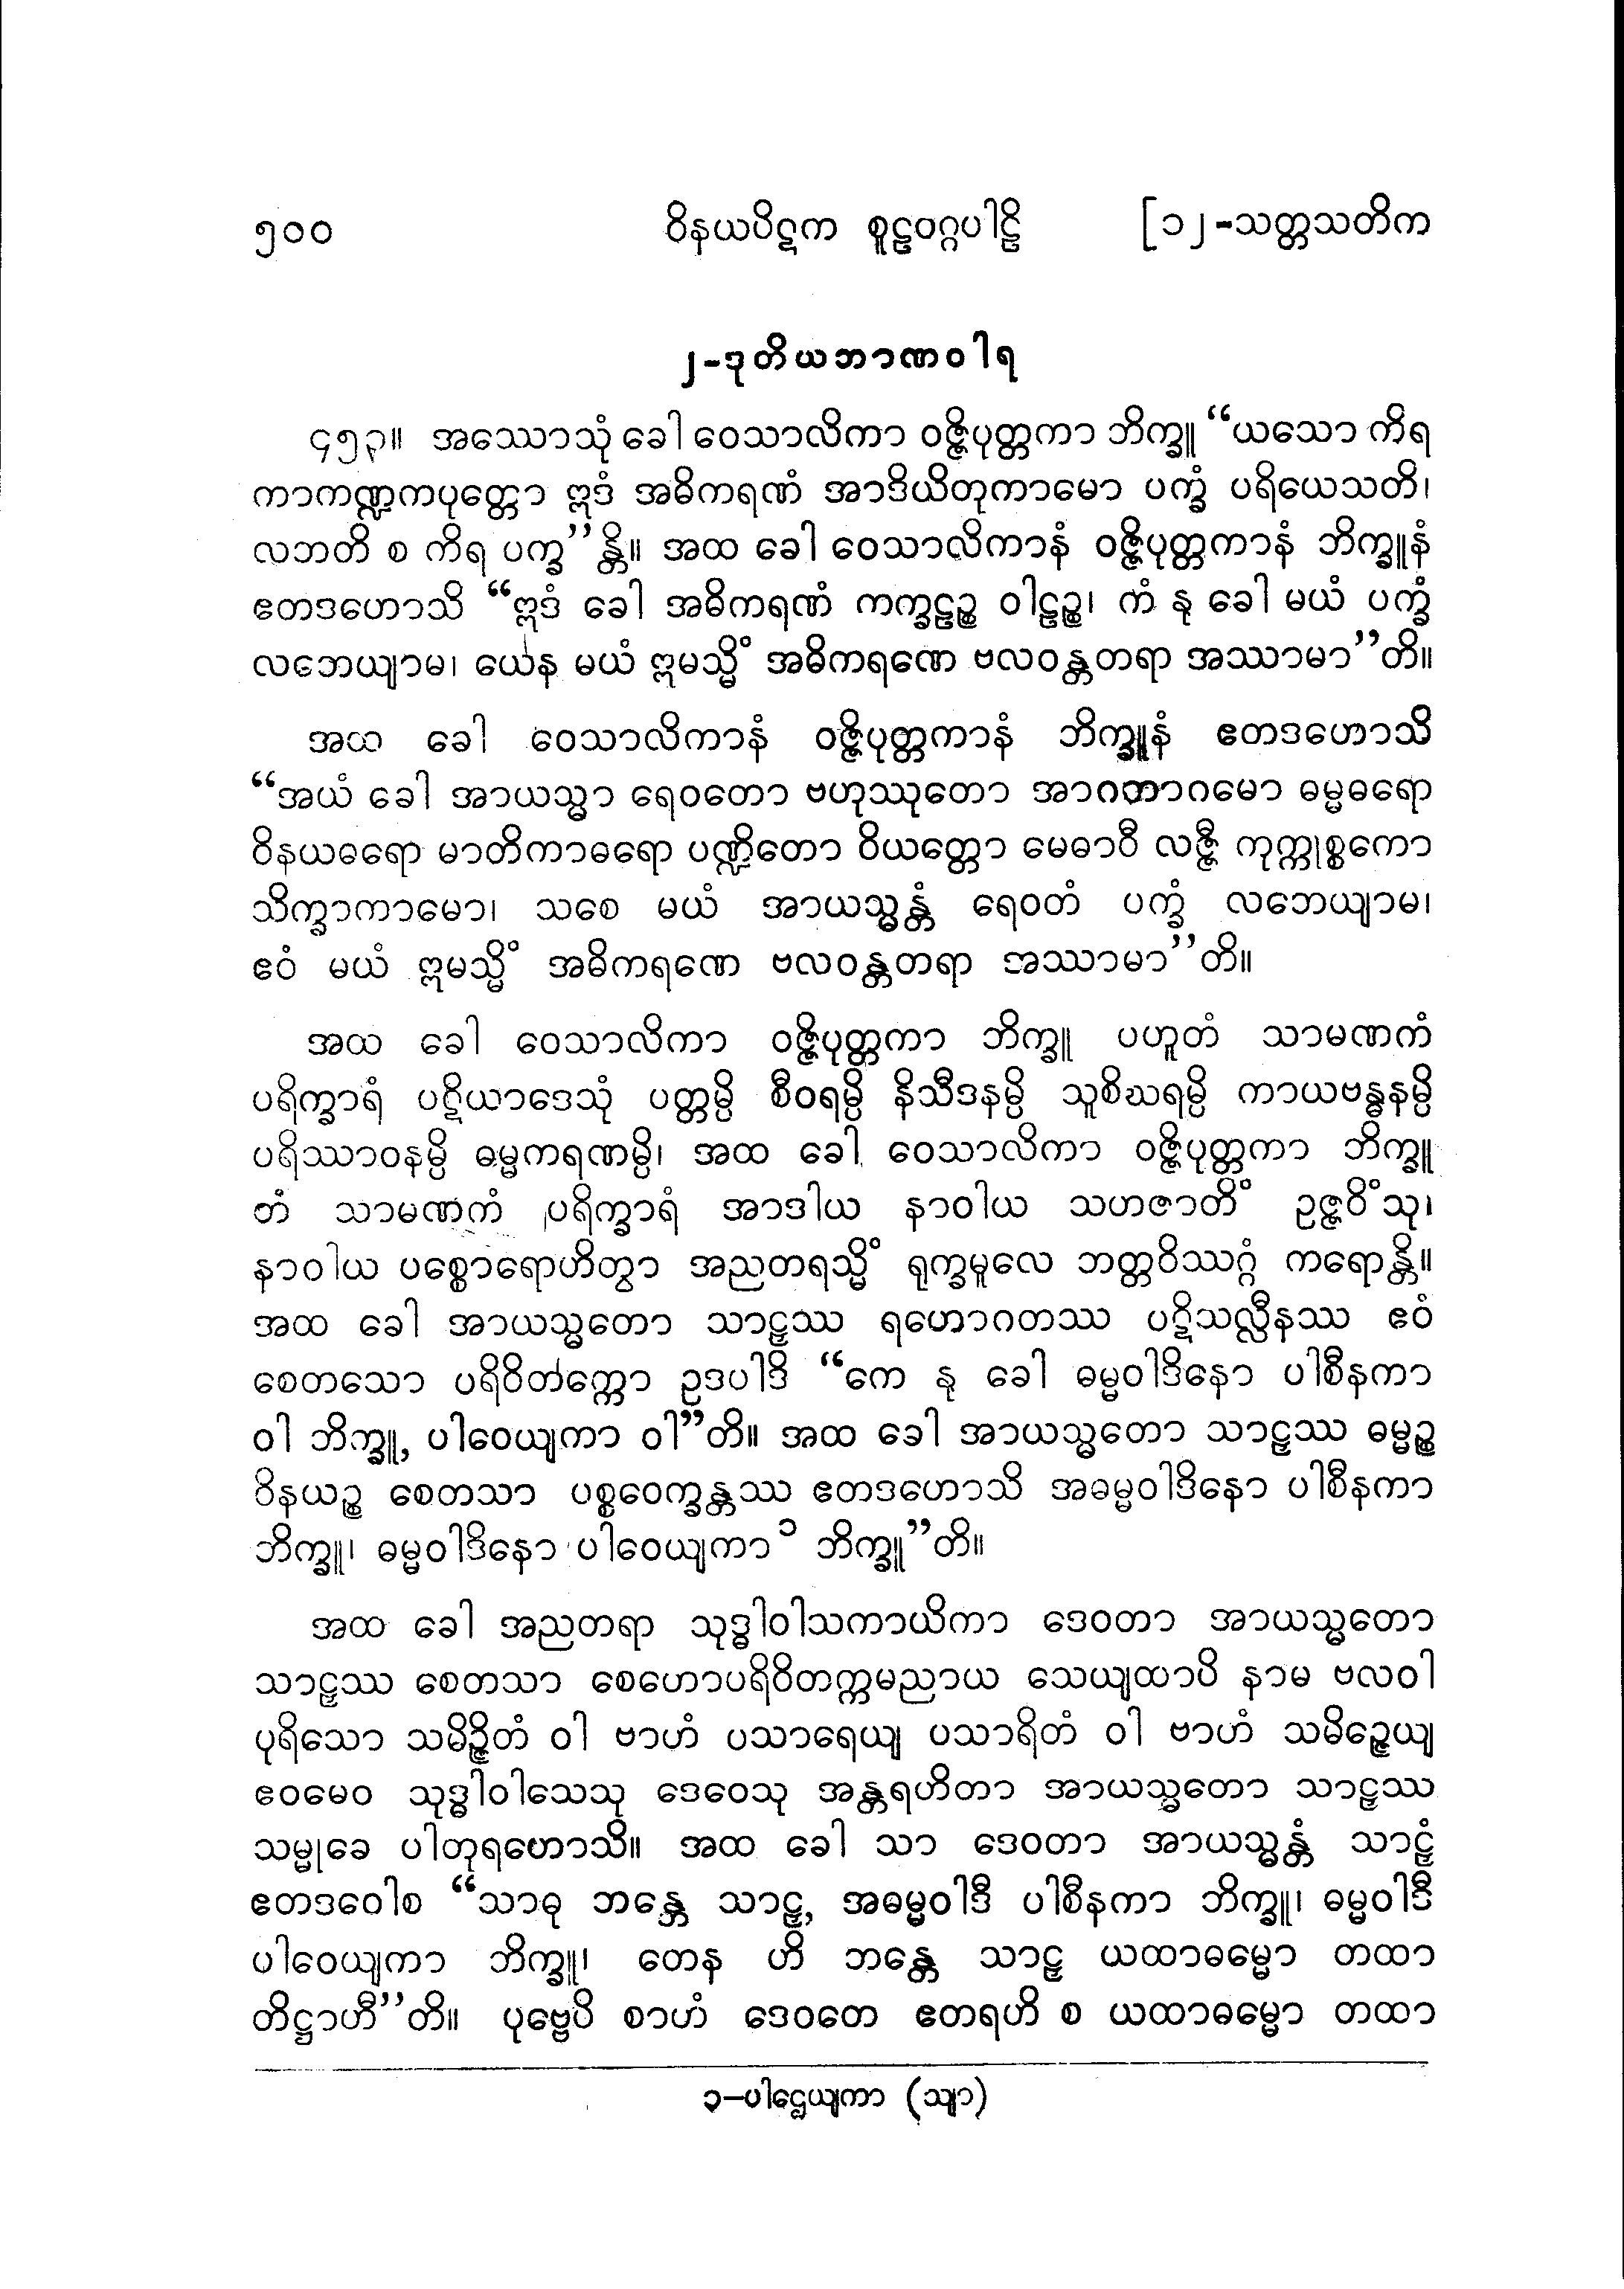 ၅၀၀ ဝိနယပိဋက စူဠဝဂ္ဂပါဠိ [၁၂-သတ္တသတိက
၂-ဒုတိယဘာဏဝါရ
၄၅၃။ အဿောသုံ ခေါ ဝေသာလိကာ ဝဇ္ဇိပုတ္တကာ ဘိက္ခူ “ယသော ကိရ
ကာကဏ္ဍကပုတ္တော ဣဒံ အဓိကရဏံ အာဒိယိတုကာမော ပက္ခံ ပရိယေသတိ၊
လဘတိ စ ကိရ ပက္ခ”န္တိ။ အထ ခေါ ဝေသာလိကာနံ ဝဇ္ဇိပုတ္တကာနံ ဘိက္ခူနံ
ဧတဒဟောသိ “ဣဒံ ခေါ အဓိကရဏံ ကက္ခဠဉ္စ ဝါဠဉ္စ၊ ကံ နု ခေါ မယံ ပက္ခံ
လဘေယျာမ၊ ယေန မယံ ဣမသ္မိံ အဓိကရဏေ ဗလဝန္တတရာ အဿာမာ”တိ။
အထ ခေါ ဝေသာလိကာနံ ဝဇ္ဇိပုတ္တကာနံ ဘိက္ခူနံ ဧတဒဟောသိ
“အယံ ခေါ အာယသ္မာ ရေဝတော ဗဟုဿုတော အာဂတာဂမော ဓမ္မဓရော
ဝိနယဓရော မာတိကာဓရော ပဏ္ဍိတော ဝိယတ္တော မေဓာဝီ လဇ္ဇီ ကုက္ကုစ္စကော
သိက္ခာကာမော၊ သစေ မယံ အာယသ္မန္တံ ရေဝတံ ပက္ခံ လဘေယျာမ၊
ဧဝံ မယံ ဣမသ္မိံ အဓိကရဏေ ဗလဝန္တတရာ အဿာမာ”တိ။
အထ ခေါ ဝေသာလိကာ ဝဇ္ဇိပုတ္တကာ ဘိက္ခူ ပဟူတံ သာမဏကံ
ပရိက္ခာရံ ပဋိယာဒေသုံ ပတ္တမ္ပိ စီဝရမ္ပိ နိသီဒနမ္ပိ သူစိဃရမ္ပိ ကာယဗန္ဓနမ္ပိ
ပရိဿာဝနမ္ပိ ဓမ္မကရဏမ္ပိ၊ အထ ခေါ ဝေသာလိကာ ဝဇ္ဇိပုတ္တကာ ဘိက္ခူ
တံ သာမဏကံ ပရိက္ခာရံ အာဒါယ နာဝါယ သဟဇာတိံ ဥဇ္ဇဝိံသု၊
နာဝါယ ပစ္စောရောဟိတွာ အညတရသ္မိံ ရုက္ခမူလေ ဘတ္တဝိဿဂ္ဂံ ကရောန္တိ။
အထ ခေါ အာယသ္မတော သာဠှဿ ရဟောဂတဿ ပဋိသလ္လီနဿ ဧဝံ
စေတသော ပရိဝိတက္ကော ဥဒပါဒိ “ကေ နု ခေါ ဓမ္မဝါဒိနော ပါစီနကာ
ဝါ ဘိက္ခူ, ပါဝေယျကာ ဝါ”တိ။ အထ ခေါ အာယသ္မတော သာဠှဿ ဓမ္မဉ္စ
ဝိနယဉ္စ စေတသာ ပစ္စဝေက္ခန္တဿ ဧတဒဟောသိ အဓမ္မဝါဒိနော ပါစီနကာ
ဘိက္ခူ၊ ဓမ္မဝါဒိနော ပါဝေယျကာ ၁ ဘိက္ခူ”တိ။
အထ ခေါ အညတရာ သုဒ္ဓါဝါသကာယိကာ ဒေဝတာ အာယသ္မတော
သာဠှဿ စေတသာ စေတောပရိဝိတက္ကမညာယ သေယျထာပိ နာမ ဗလဝါ
ပုရိသော သမိဉ္ဇိတံ ဝါ ဗာဟံ ပသာရေယျ ပသာရိတံ ဝါ ဗာဟံ သမိဉ္ဇေယျ
ဧဝမေဝ သုဒ္ဓါဝါသေသု ဒေဝေသု အန္တရဟိတာ အာယသ္မတော သာဠှဿ
သမ္မုခေ ပါတုရဟောသိ။ အထ ခေါ သာ ဒေဝတာ အာယသ္မန္တံ သာဠှံ
ဧတဒဝေါစ “သာဓု ဘန္တေ သာဠှ, အဓမ္မဝါဒီ ပါစီနကာ ဘိက္ခူ၊ ဓမ္မဝါဒီ
ပါဝေယျကာ ဘိက္ခူ၊ တေန ဟိ ဘန္တေ သာဠှ ယထာဓမ္မော တထာ
တိဋ္ဌာဟီ”တိ။ ပုဗ္ဗေပိ စာဟံ ဒေဝတေ ဧတရဟိ စ ယထာဓမ္မော တထာ
၁–ပါဌေယျကာ (သျာ)